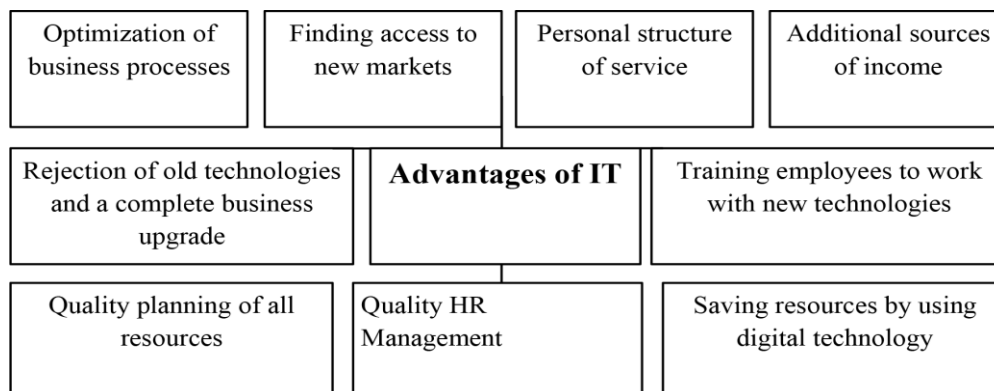 Optimization of
business processes
Finding access to
new markets
Personal structure
of service
Additional sources
of income
Rejection of old technologies
and a complete business
upgrade
Advantages of IT
Training employees to work
with new technologies
Quality planning of all
resources
Quality HR
Management
Saving resources by using
digital technology